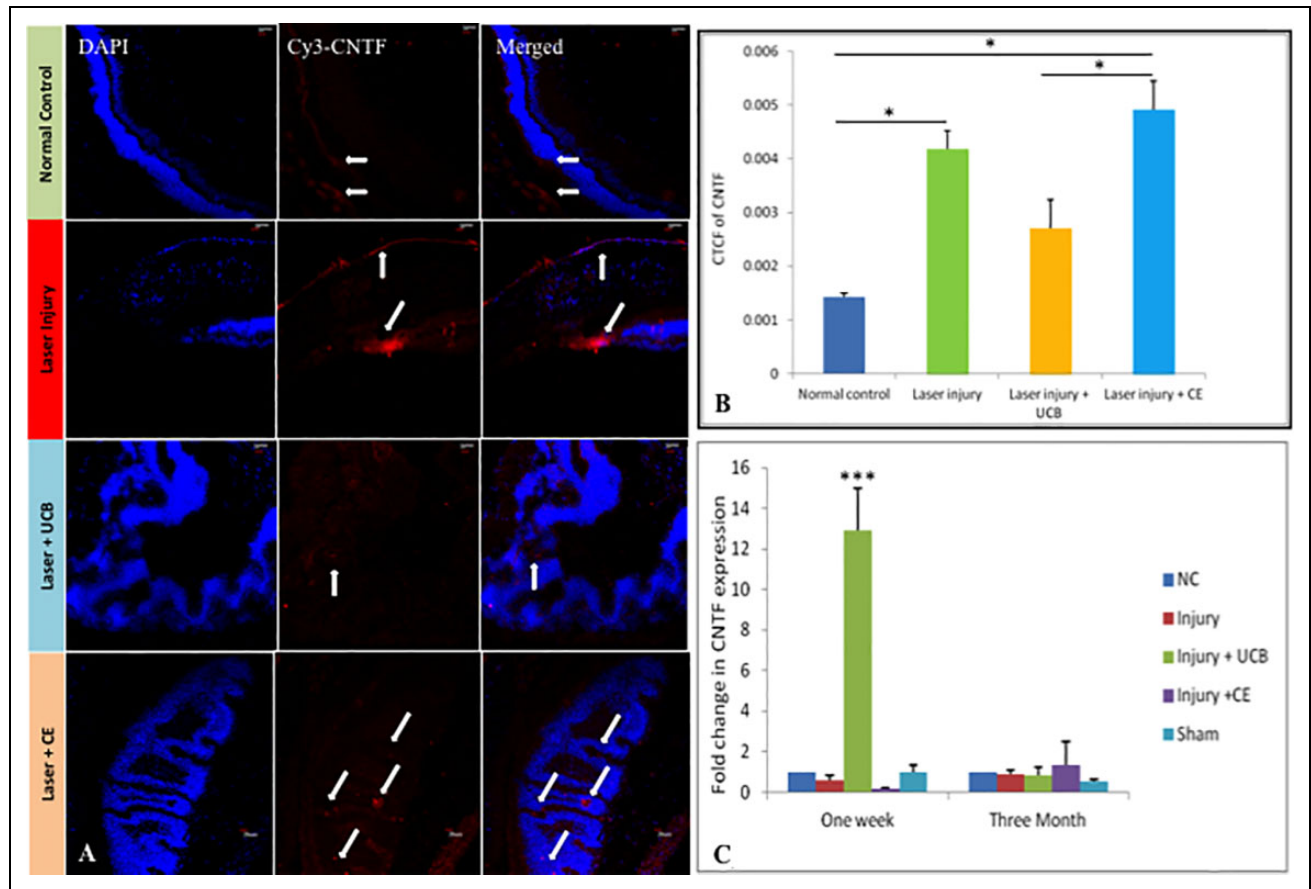 DAPI
Cy3-CNTF
Merged
Normal Control
Laser Injury
Laser + UCB
Laser + CE
A
0.006
0.005
0.004
0.003
0.002
0.001
0
CTCF of CNTF
*
*
*
Normal control
Laser injury
Laser injury +
UCB
Laser injury + CE
B
16
14
12
10
8
6
4
2
0
Fold change in CNTF expression
***
One week
Three Month
NC
Injury
Injury + UCB
Injury +CE
Sham
C